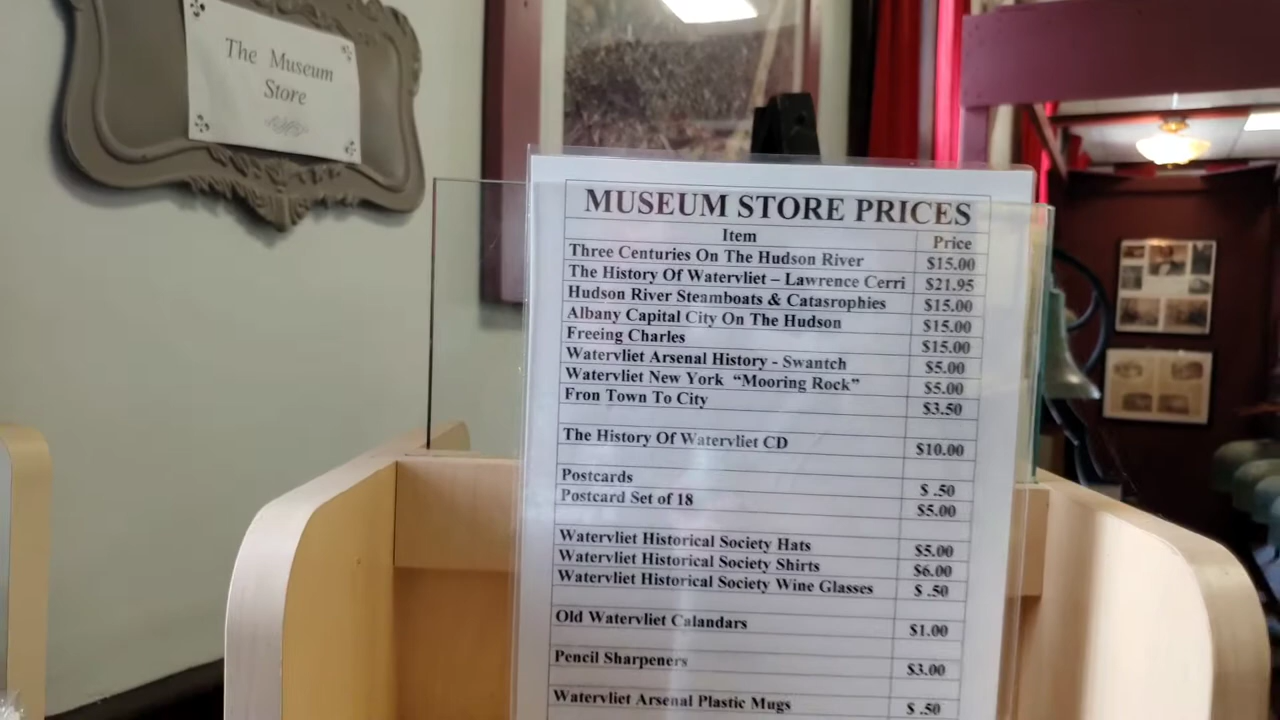 The Museum
Store
MUSEUM STORE PRICES
Item Price
Three Centuries On The Hudson River $15.00
The History Of Watervliet – Lawrence Cerri $21.95
Hudson River Steamboats & Catasrophies $15.00
Albany Capital City On The Hudson $15.00
Freeing Charles $15.00
Watervliet Arsenal History - Swantch $5.00
Watervliet New York “Mooring Rock” $5.00
Fron Town To City $3.50
The History Of Watervliet CD $10.00
Postcards $ .50
Postcard Set of 18 $5.00
Watervliet Historical Society Hats $5.00
Watervliet Historical Society Shirts $6.00
Watervliet Historical Society Wine Glasses $ .50
Old Watervliet Calandars $1.00
Pencil Sharpeners $3.00
Watervliet Arsenal Plastic Mugs $ .50